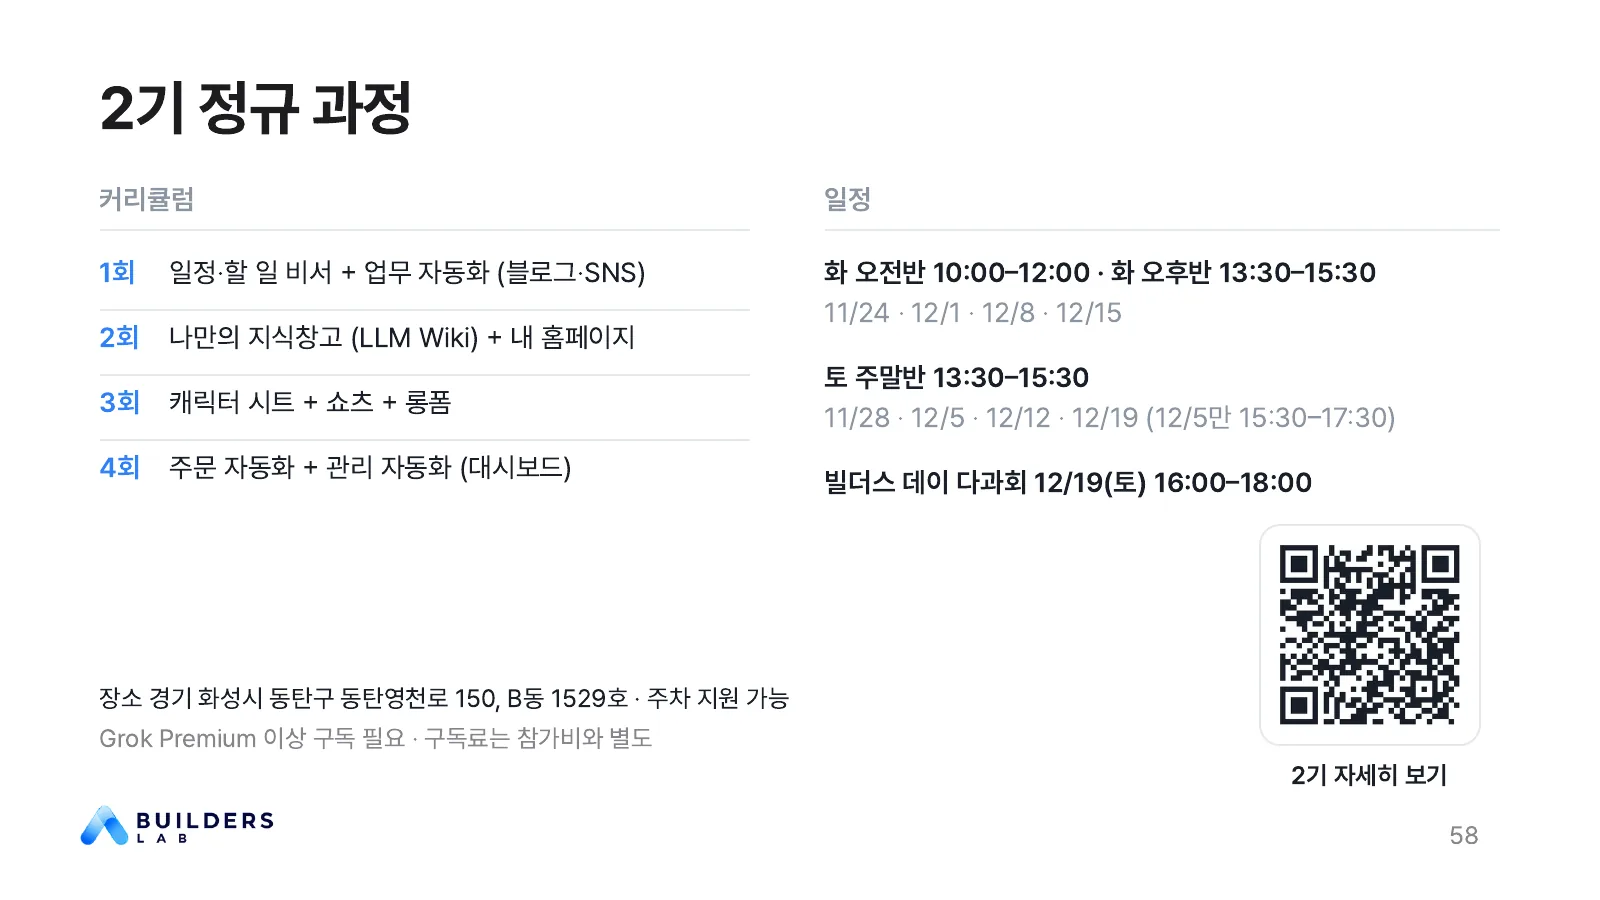 2기 정규 과정
커리큘럼
1회 일정·할 일 비서 + 업무 자동화 (블로그·SNS)
2회 나만의 지식창고 (LLM Wiki) + 내 홈페이지
3회 캐릭터 시트 + 쇼츠 + 롱폼
4회 주문 자동화 + 관리 자동화 (대시보드)
일정
화 오전반 10:00–12:00 · 화 오후반 13:30–15:30
11/24 · 12/1 · 12/8 · 12/15
토 주말반 13:30–15:30
11/28 · 12/5 · 12/12 · 12/19 (12/5만 15:30–17:30)
빌더스 데이 다과회 12/19(토) 16:00–18:00
장소 경기 화성시 동탄구 동탄영천로 150, B동 1529호 · 주차 지원 가능
Grok Premium 이상 구독 필요 · 구독료는 참가비와 별도
2기 자세히 보기
BUILDERS
LAB
58